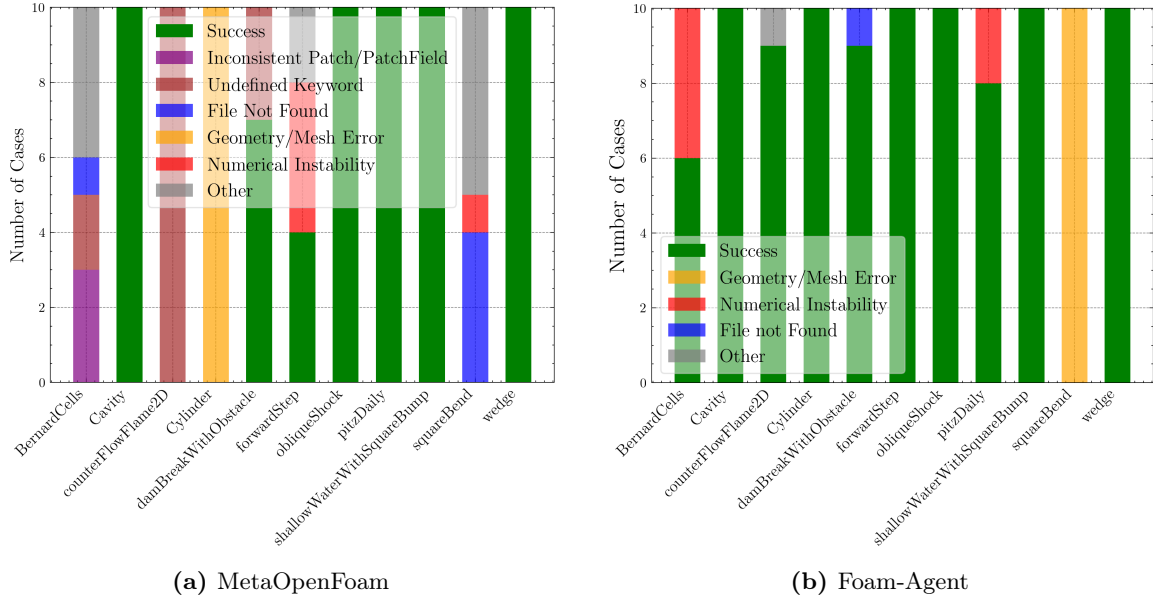 Number of Cases
10
8
6
4
2
0
Success
Inconsistent Patch/PatchField
Undefined Keyword
File Not Found
Geometry/Mesh Error
Numerical Instability
Other
BernardCells
Cavity
counterFlowFlame2D
Cylinder
damBreakWithObstacle
forwardStep
obliqueShock
pitzDaily
shallowWaterWithSquareBump
squareBend
wedge
(a) MetaOpenFoam
Number of Cases
10
8
6
4
2
0
Success
Geometry/Mesh Error
Numerical Instability
File not Found
Other
BernardCells
Cavity
counterFlowFlame2D
Cylinder
damBreakWithObstacle
forwardStep
obliqueShock
pitzDaily
shallowWaterWithSquareBump
squareBend
wedge
(b) Foam-Agent